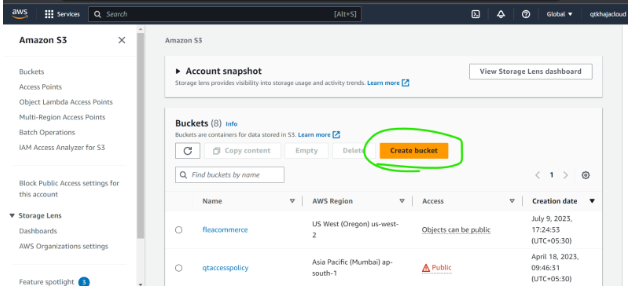 aws
Services
Search
[Alt+S]
Global
qtkhajacloud
Amazon S3
Buckets
Access Points
Object Lambda Access Points
Multi-Region Access Points
Batch Operations
IAM Access Analyzer for S3
Block Public Access settings for
this account
Storage Lens
Dashboards
AWS Organizations settings
Feature spotlight 3
Amazon S3
Account snapshot
Storage lens provides visibility into storage usage and activity trends. Learn more
View Storage Lens dashboard
Buckets (8) Info
Buckets are containers for data stored in S3. Learn more
Copy content
Empty
Delete
Create bucket
Find buckets by name
1
Name
AWS Region
Access
Creation date
fleacommerce
US West (Oregon) us-west-
2
Objects can be public
July 9, 2023,
17:24:53
(UTC+05:30)
qtaccesspolicy
Asia Pacific (Mumbai) ap-
south-1
Public
April 18, 2023,
09:46:31
(UTC+05:30)